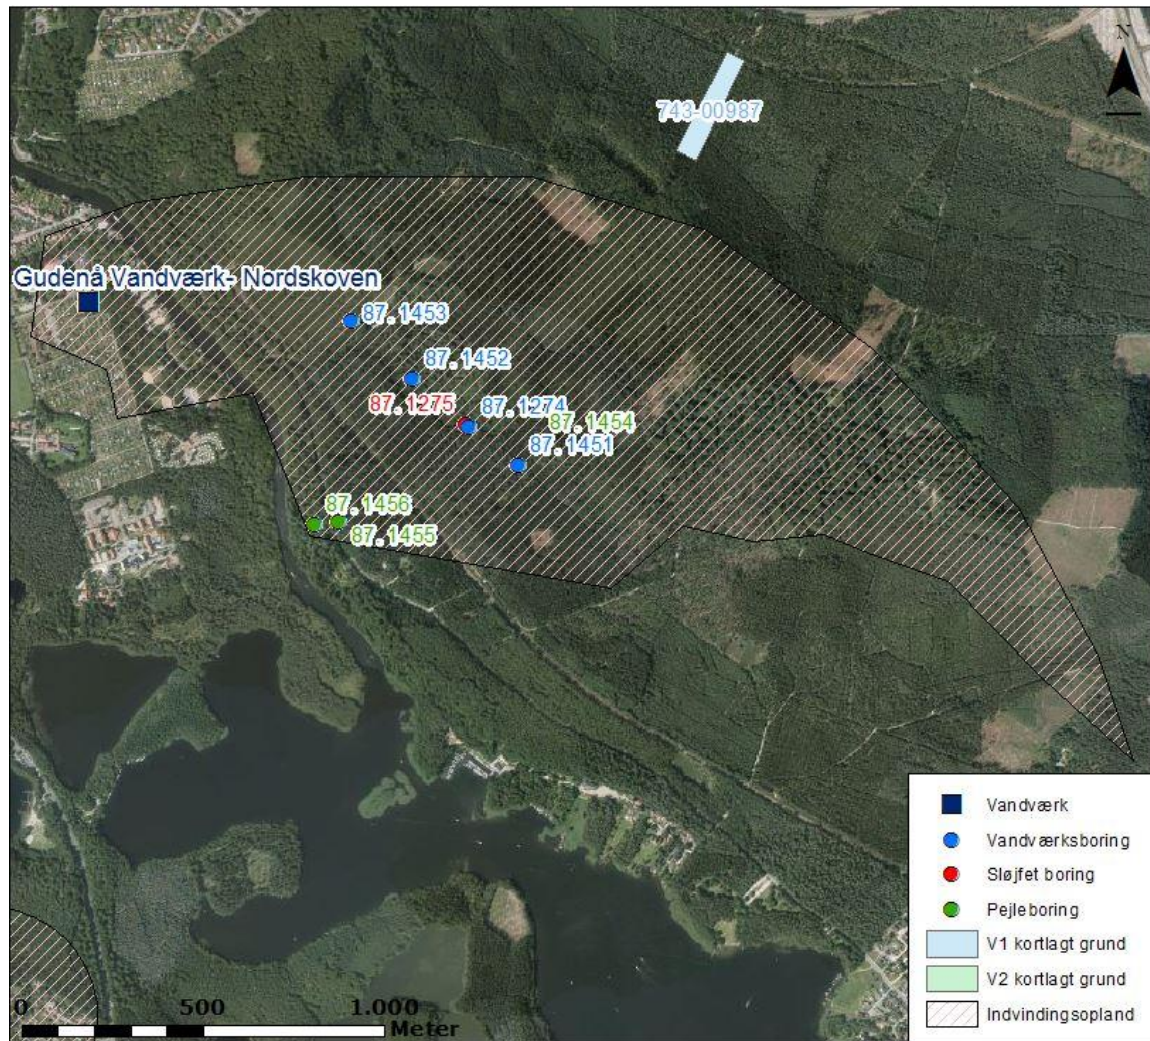 N
743-00987
Gudenå Vandværk- Nordskoven
87.1453
87.1452
87.1275
87.1274
87.1454
87.1451
87.1456
87.1455
Vandværk
Vandværksboring
Sløjfet boring
Pejleboring
V1 kortlagt grund
V2 kortlagt grund
Indvindingsopland
0 500 1.000
Meter